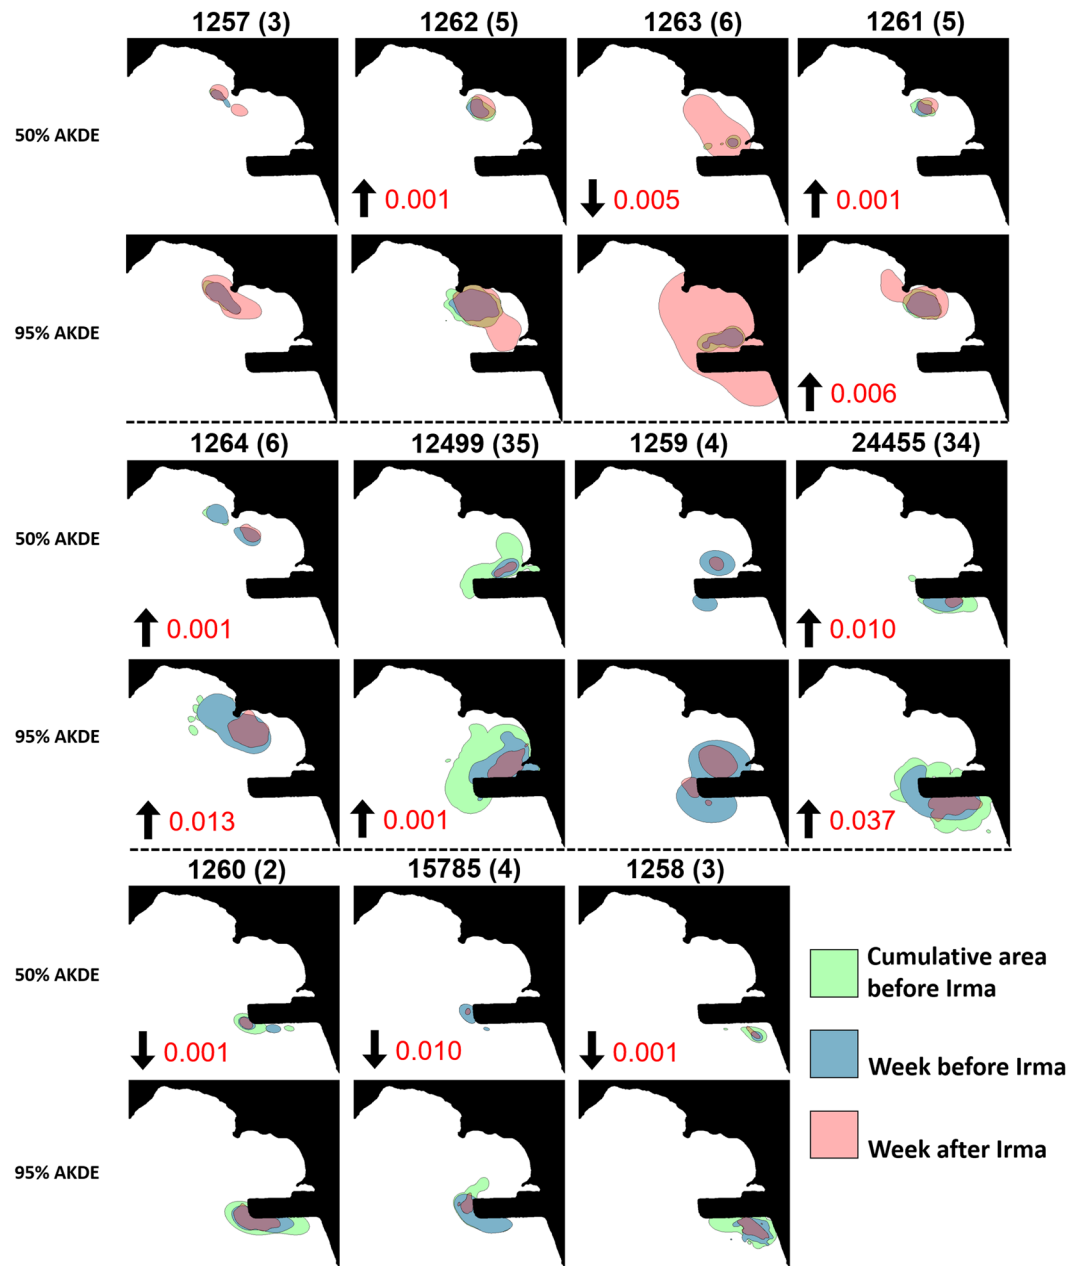 1257 (3) 1262 (5) 1263 (6) 1261 (5)
50% AKDE
0.001 0.005 0.001
95% AKDE
0.006
1264 (6) 12499 (35) 1259 (4) 24455 (34)
50% AKDE
0.001 0.010
95% AKDE
0.013 0.001 0.037
1260 (2) 15785 (4) 1258 (3)
50% AKDE
0.001 0.010 0.001
95% AKDE
Cumulative area
before Irma
Week before Irma
Week after Irma